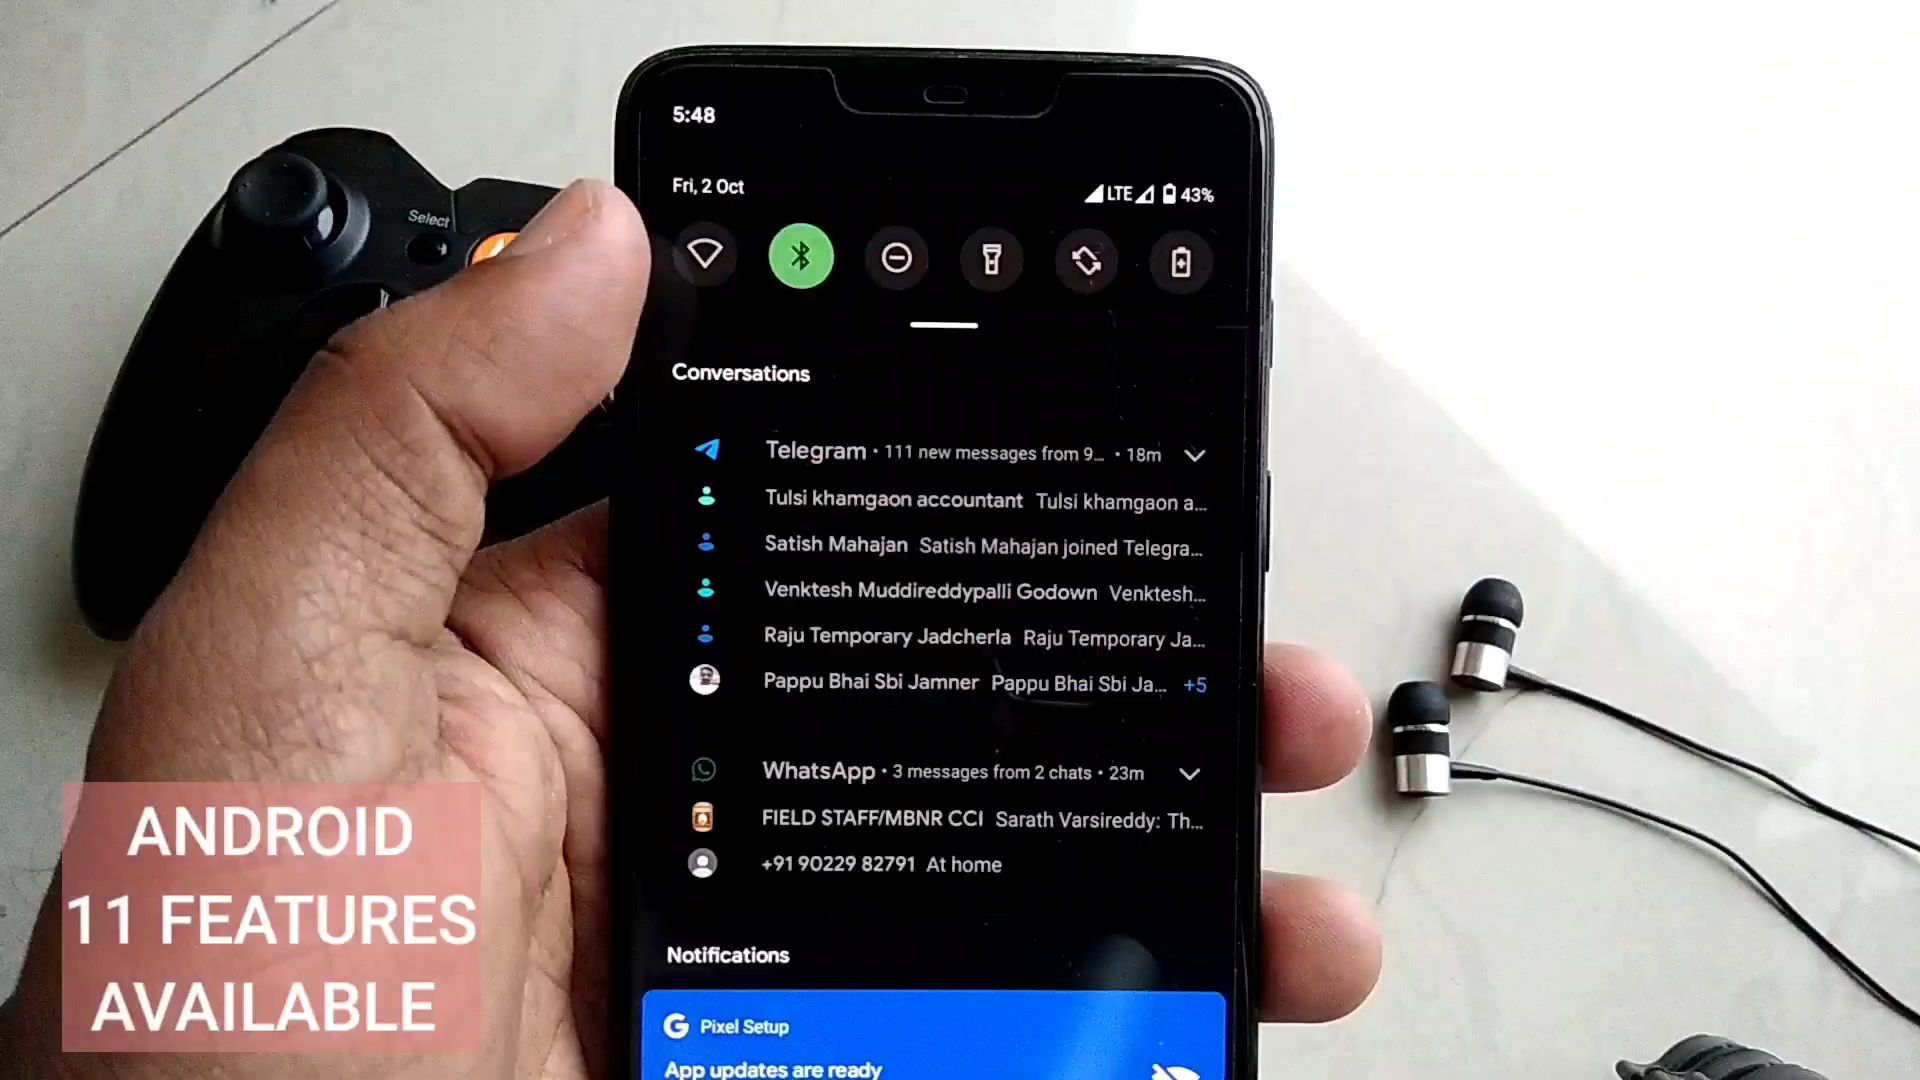 5:48
Fri, 2 Oct
LTE 43%
Select
Conversations
Telegram • 111 new messages from 9... • 18m
Tulsi khamgaon accountant Tulsi khamgaon a...
Satish Mahajan Satish Mahajan joined Telegra...
Venktesh Muddireddypalli Godown Venktesh...
Raju Temporary Jadcherla Raju Temporary Ja...
Pappu Bhai Sbi Jamner Pappu Bhai Sbi Ja... +5
WhatsApp • 3 messages from 2 chats • 23m
FIELD STAFF/MBNR CCI Sarath Varsireddy: Th...
+91 90229 82791 At home
Notifications
G Pixel Setup
App updates are ready
ANDROID
11 FEATURES
AVAILABLE